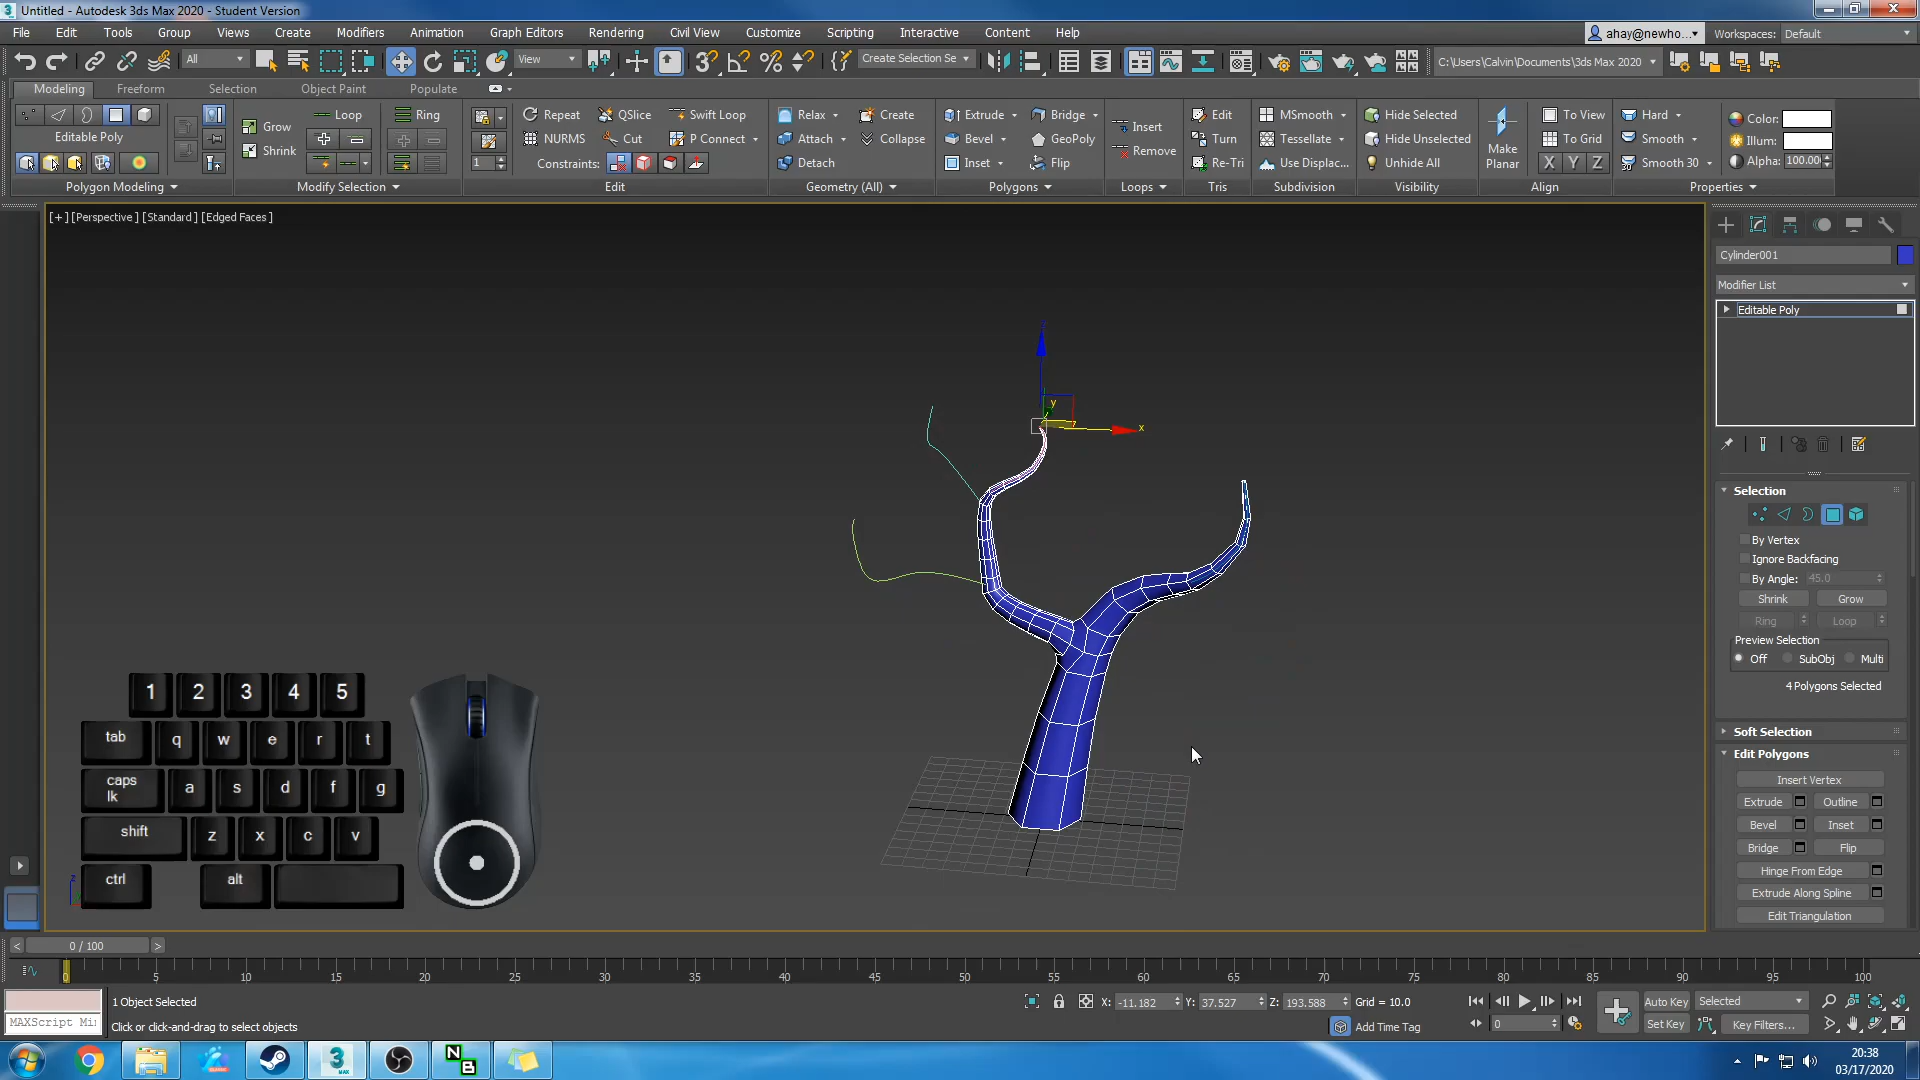 Untitled - Autodesk 3ds Max 2020 - Student Version
File Edit Tools Group Views Create Modifiers Animation Graph Editors Rendering Civil View Customize Scripting Interactive Content Help
ahay@newho... Workspaces: Default
All View Create Selection Se C:\Users\Calvin\Documents\3ds Max 2020
Modeling Freeform Selection Object Paint Populate
Grow Loop Ring Repeat QSlice Swift Loop Relax Create Extrude Bridge Insert Edit MSmooth Hide Selected To View Hard Color:
Editable Poly Shrink NURMS Cut P Connect Attach Collapse Bevel GeoPoly Remove Turn Tessellate Hide Unselected Make Planar To Grid Smooth Illum:
1 Constraints: Detach Inset Flip Re-Tri Use Displac... Unhide All X Y Z Smooth 30 Alpha: 100.00
Polygon Modeling Modify Selection Edit Geometry (All) Polygons Loops Tris Subdivision Visibility Align Properties
[+] [Perspective] [Standard] [Edged Faces]
z
y
x
Cylinder001
Modifier List
Editable Poly
Selection
By Vertex
Ignore Backfacing
By Angle: 45.0
Shrink Grow
Ring Loop
Preview Selection
Off SubObj Multi
4 Polygons Selected
Soft Selection
Edit Polygons
Insert Vertex
Extrude Outline
Bevel Inset
Bridge Flip
Hinge From Edge
Extrude Along Spline
Edit Triangulation
1 2 3 4 5
tab q w e r t
caps lk a s d f g
shift z x c v
ctrl alt
z
0 / 100
0 5 10 15 20 25 30 35 40 45 50 55 60 65 70 75 80 85 90 95 100
1 Object Selected X: -11.182 Y: 37.527 Z: 193.588 Grid = 10.0 Auto Key Selected
MAXScript Mi Click or click-and-drag to select objects Add Time Tag 0 Set Key Key Filters...
3 MAX N B
20:38
03/17/2020